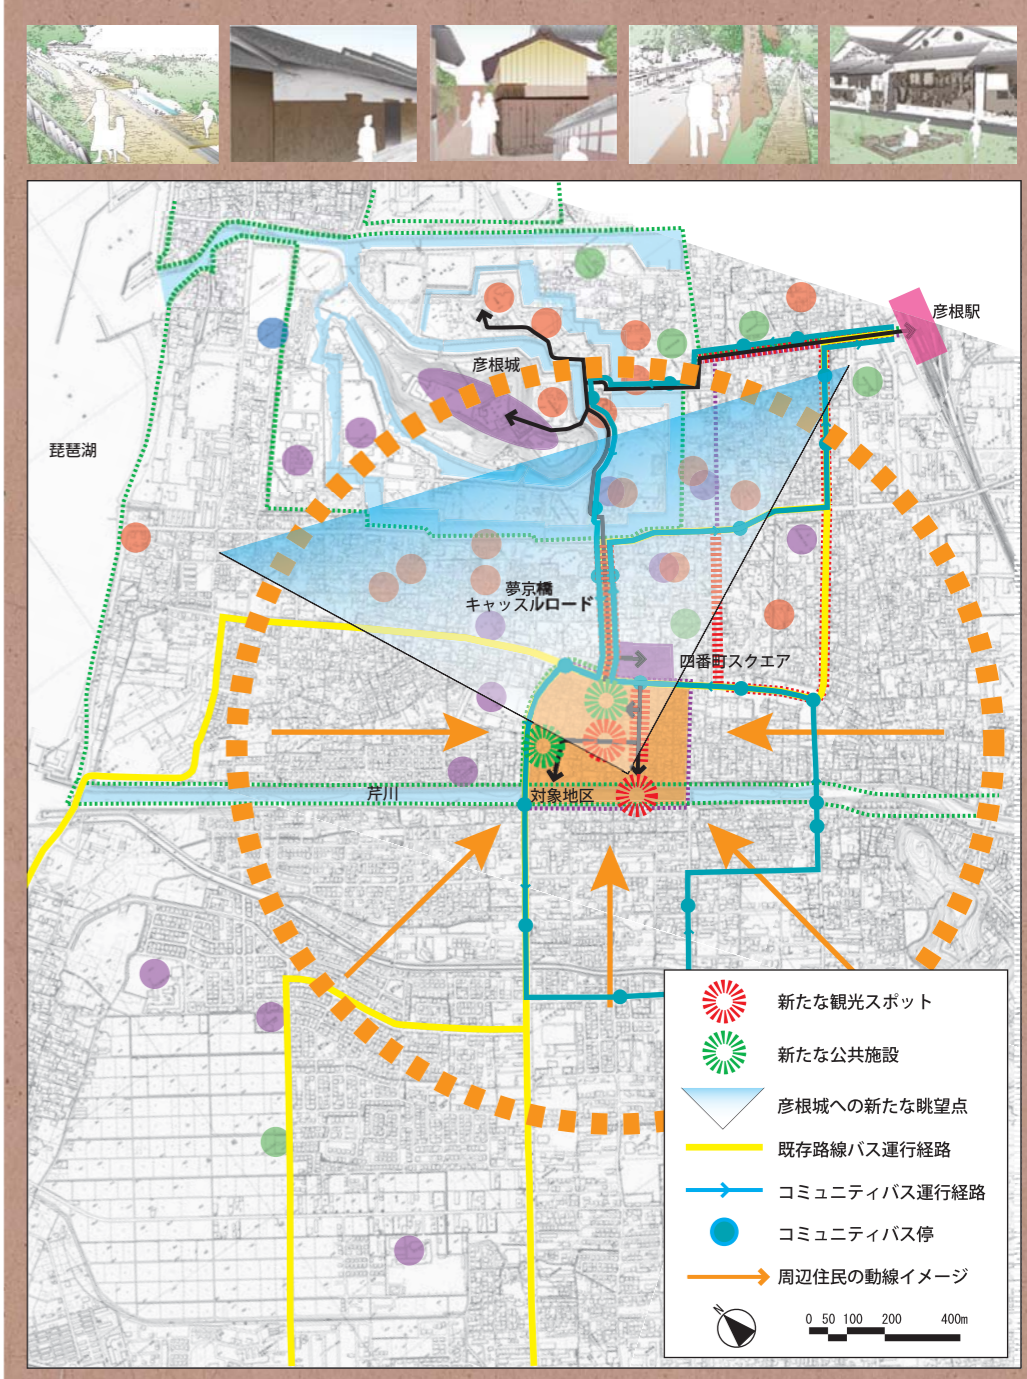 彦根駅
彦根城
琵琶湖
夢京橋
キャッスルロード
四番町スクエア
芹川
対象地区
新たな観光スポット
新たな公共施設
彦根城への新たな眺望点
既存路線バス運行経路
コミュニティバス運行経路
コミュニティバス停
周辺住民の動線イメージ
N
0 50 100 200 400m